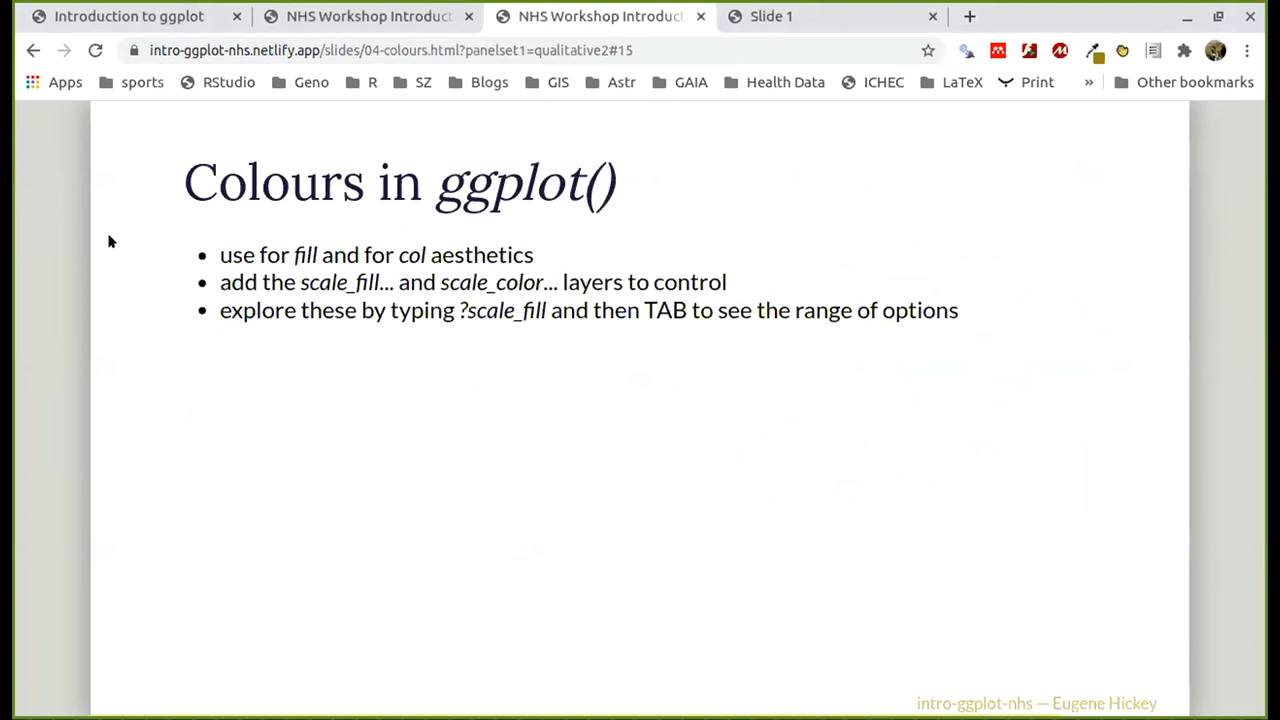 Introduction to ggplot
NHS Workshop Introduct
NHS Workshop Introduct
Slide 1
intro-ggplot-nhs.netlify.app/slides/04-colours.html?panelset1=qualitative2#15
Apps
sports
RStudio
Geno
R
SZ
Blogs
GIS
Astr
GAIA
Health Data
ICHEC
LaTeX
Print
»
Other bookmarks
Colours in ggplot()
• use for fill and for col aesthetics
• add the scale_fill... and scale_color... layers to control
• explore these by typing ?scale_fill and then TAB to see the range of options
intro-ggplot-nhs — Eugene Hickey